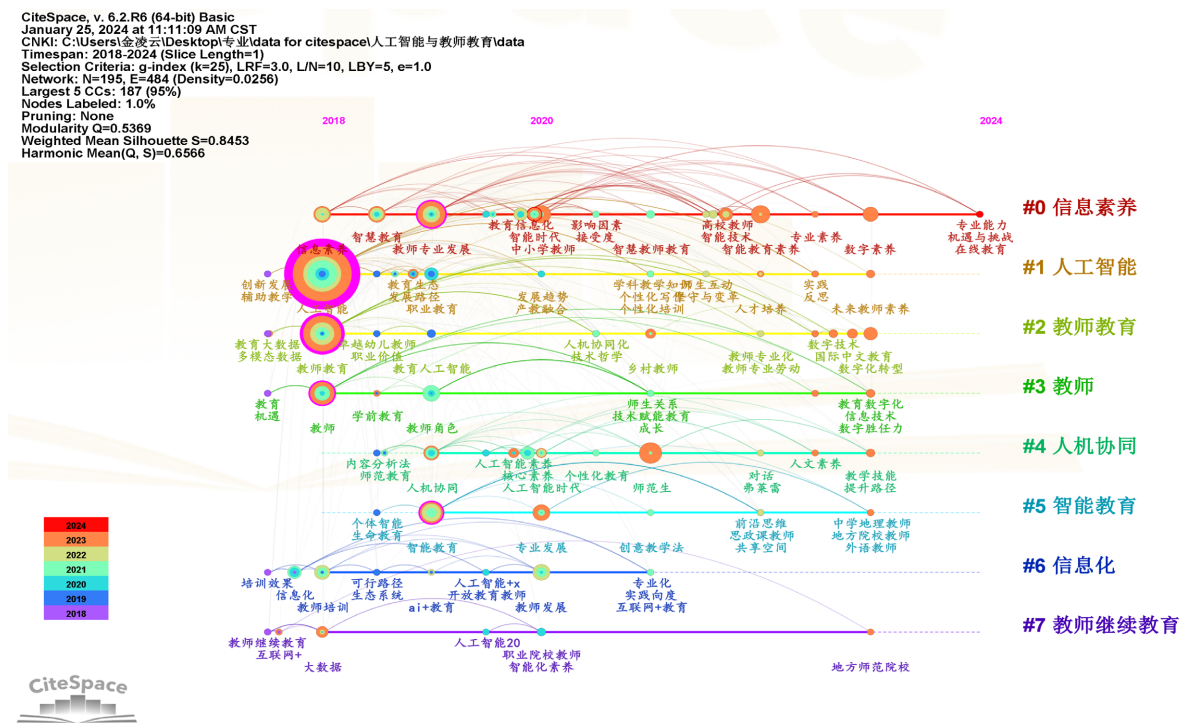 CiteSpace, v. 6.2.R6 (64-bit) Basic
January 25, 2024 at 11:11:09 AM CST
CNKI: C:\Users\金凌云\Desktop\专业\data for citespace\人工智能与教师教育\data
Timespan: 2018-2024 (Slice Length=1)
Selection Criteria: g-index (k=25), LRF=3.0, L/N=10, LBY=5, e=1.0
Network: N=195, E=484 (Density=0.0256)
Largest 5 CCs: 187 (95%)
Nodes Labeled: 1.0%
Pruning: None
Modularity Q=0.5369
Weighted Mean Silhouette S=0.8453
Harmonic Mean(Q, S)=0.6566
2018 2020 2024
#0 信息素养
教育信息化 影响因素 高校教师 专业能力
智慧教育 智能时代 接受度 智能技术 专业素养 机遇与挑战
信息素养 教师专业发展 中小学教师 智慧教师教育 智能教育素养 数字素养 在线教育
#1 人工智能
创新发展 教育生态 学科教学知识 师生互动 实践
辅助教学 发展路径 发展趋势 个性化写作 守与变革 反思
人工智能 职业教育 产教融合 个性化培训 人才培养 未来教师素养
#2 教师教育
教育大数据 卓越幼儿教师 人机协同化 数字技术
多模态数据 职业价值 技术哲学 教师专业化 国际中文教育
教师教育 教育人工智能 乡村教师 教师专业劳动 数字化转型
#3 教师
教育 师生关系 教育数字化
机遇 学前教育 技术赋能教育 信息技术
教师 教师角色 成长 数字胜任力
#4 人机协同
内容分析法 人工智能素养 人文素养
师范教育 核心素养 个性化教育 对话 教学技能
人机协同 人工智能时代 师范生 弗莱雷 提升路径
#5 智能教育
个体智能 前沿思维 中学地理教师
生命教育 思政课教师 地方院校教师
智能教育 专业发展 创意教学法 共享空间 外语教师
#6 信息化
培训效果 可行路径 人工智能+x 专业化
信息化 生态系统 开放教育教师 实践向度
教师培训 ai+教育 教师发展 互联网+教育
#7 教师继续教育
教师继续教育 人工智能20
互联网+ 职业院校教师
大数据 智能化素养 地方师范院校
2024
2023
2022
2021
2020
2019
2018
CiteSpace